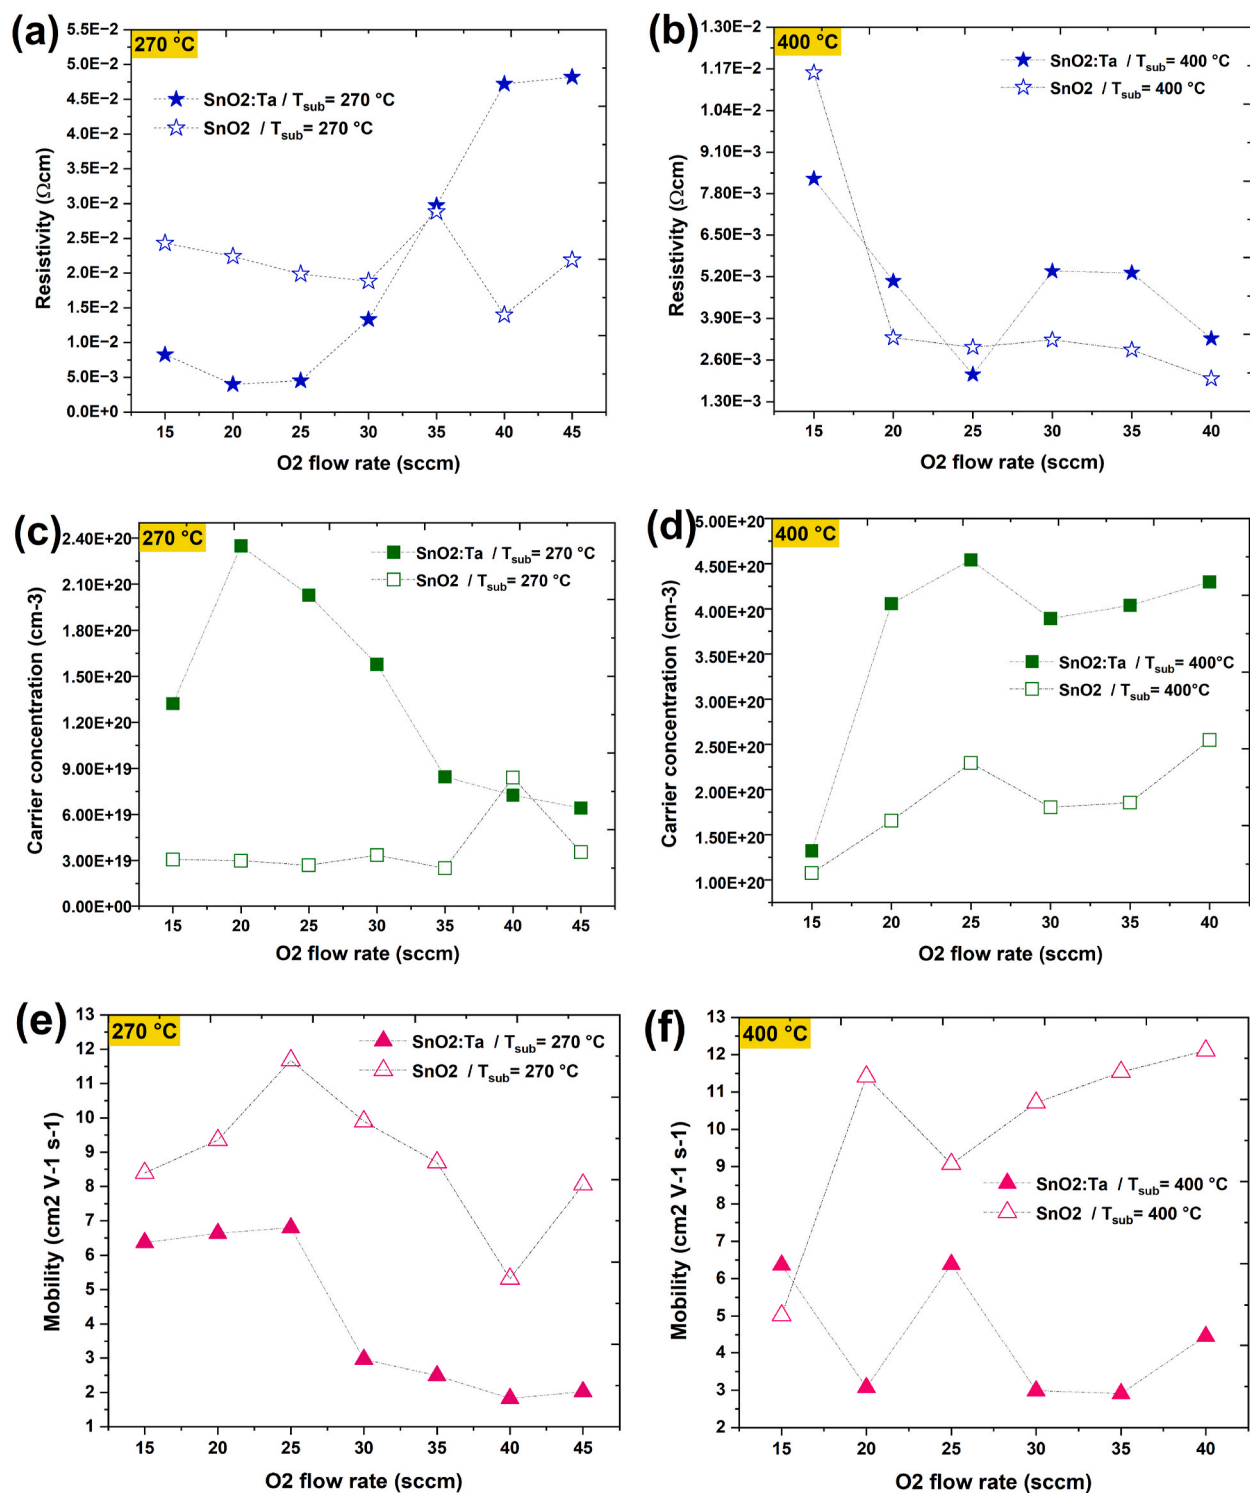 (a)
270 °C
5.5E−2
5.0E−2
4.5E−2
4.0E−2
3.5E−2
3.0E−2
2.5E−2
2.0E−2
1.5E−2
1.0E−2
5.0E−3
0.0E+0
Resistivity (Ωcm)
SnO2:Ta / Tsub= 270 °C
SnO2 / Tsub= 270 °C
15 20 25 30 35 40 45
O2 flow rate (sccm)
(b)
400 °C
1.30E−2
1.17E−2
1.04E−2
9.10E−3
7.80E−3
6.50E−3
5.20E−3
3.90E−3
2.60E−3
1.30E−3
Resistivity (Ωcm)
SnO2:Ta / Tsub= 400 °C
SnO2 / Tsub= 400 °C
15 20 25 30 35 40
O2 flow rate (sccm)
(c)
270 °C
2.40E+20
2.10E+20
1.80E+20
1.50E+20
1.20E+20
9.00E+19
6.00E+19
3.00E+19
0.00E+00
Carrier concentration (cm-3)
SnO2:Ta / Tsub= 270 °C
SnO2 / Tsub= 270 °C
15 20 25 30 35 40 45
O2 flow rate (sccm)
(d)
400 °C
5.00E+20
4.50E+20
4.00E+20
3.50E+20
3.00E+20
2.50E+20
2.00E+20
1.50E+20
1.00E+20
Carrier concentration (cm-3)
SnO2:Ta / Tsub= 400°C
SnO2 / Tsub= 400°C
15 20 25 30 35 40
O2 flow rate (sccm)
(e)
270 °C
13
12
11
10
9
8
7
6
5
4
3
2
1
Mobility (cm2 V-1 s-1)
SnO2:Ta / Tsub= 270 °C
SnO2 / Tsub= 270 °C
15 20 25 30 35 40 45
O2 flow rate (sccm)
(f)
400 °C
13
12
11
10
9
8
7
6
5
4
3
2
Mobility (cm2 V-1 s-1)
SnO2:Ta / Tsub= 400 °C
SnO2 / Tsub= 400 °C
15 20 25 30 35 40
O2 flow rate (sccm)